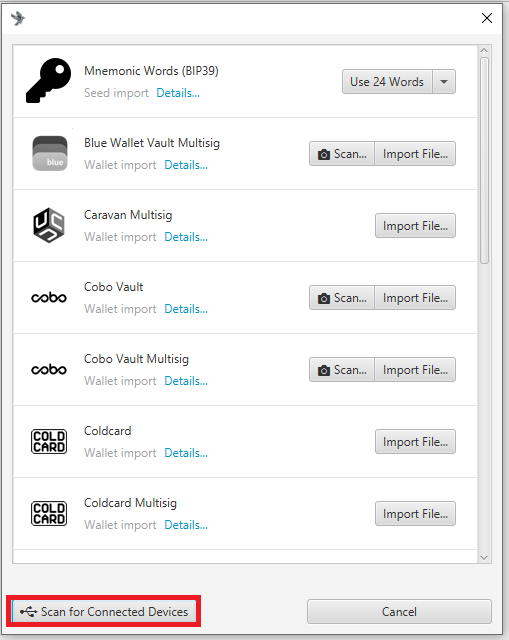 Mnemonic Words (BIP39)
Seed import Details...
Use 24 Words
blue
Blue Wallet Vault Multisig
Wallet import Details...
Scan... Import File...
Caravan Multisig
Wallet import Details...
Import File...
cobo
Cobo Vault
Wallet import Details...
Scan... Import File...
cobo
Cobo Vault Multisig
Wallet import Details...
Scan... Import File...
COLD
CARD
Coldcard
Wallet import Details...
Import File...
COLD
CARD
Coldcard Multisig
Wallet import Details...
Import File...
Scan for Connected Devices
Cancel